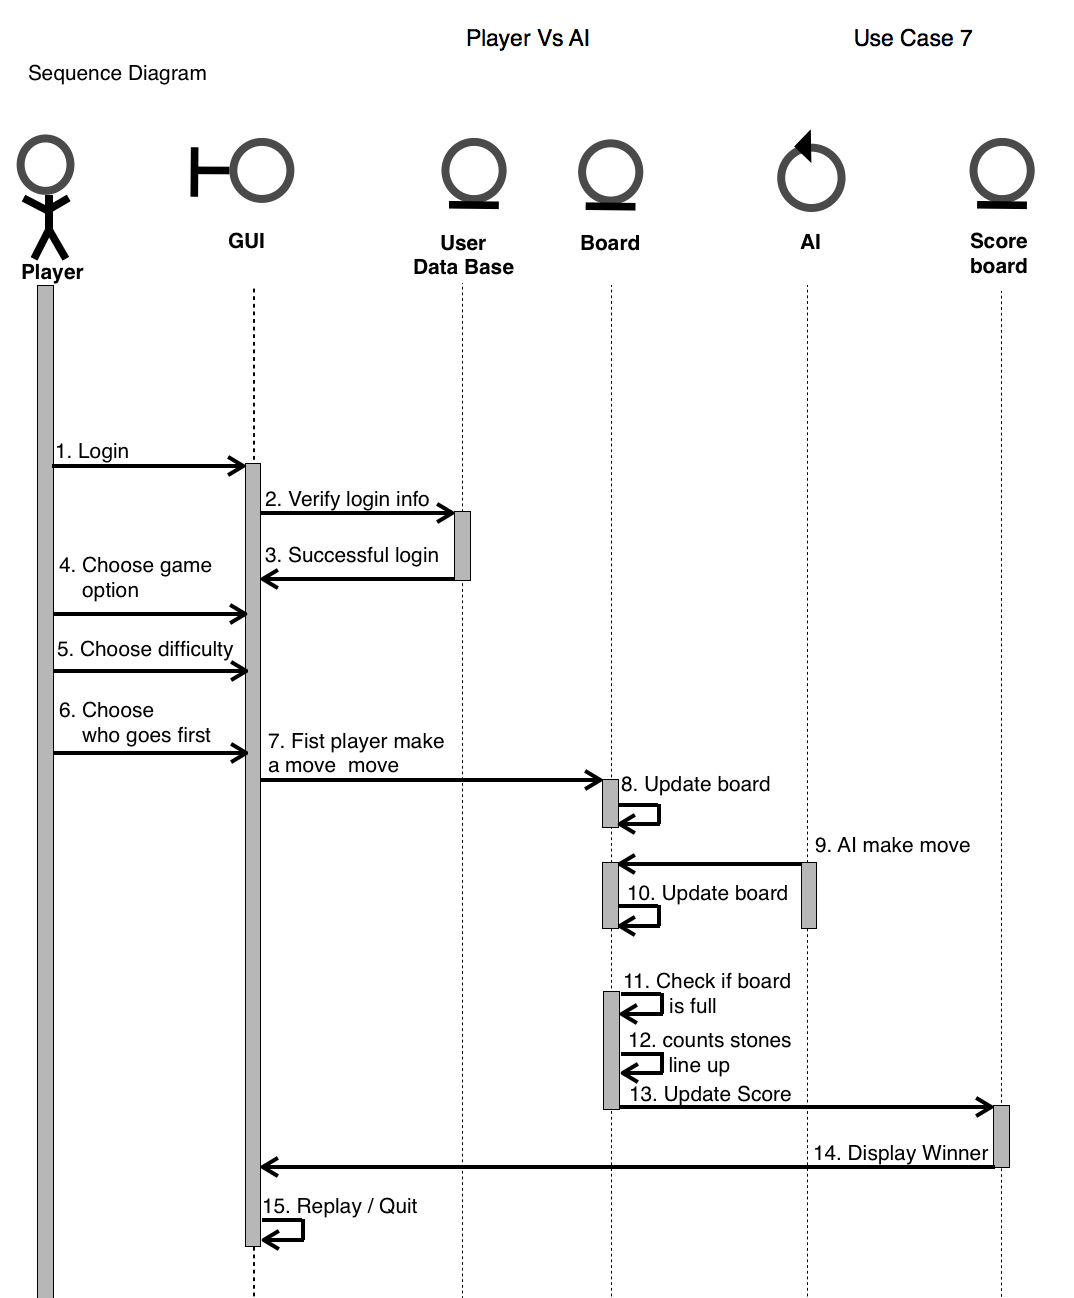 Player Vs AI
Use Case 7
Sequence Diagram
Player
GUI
User
Data Base
Board
AI
Score
board
1. Login
2. Verify login info
3. Successful login
4. Choose game
option
5. Choose difficulty
6. Choose
who goes first
7. Fist player make
a move  move
8. Update board
9. AI make move
10. Update board
11. Check if board
is full
12. counts stones
line up
13. Update Score
14. Display Winner
15. Replay / Quit